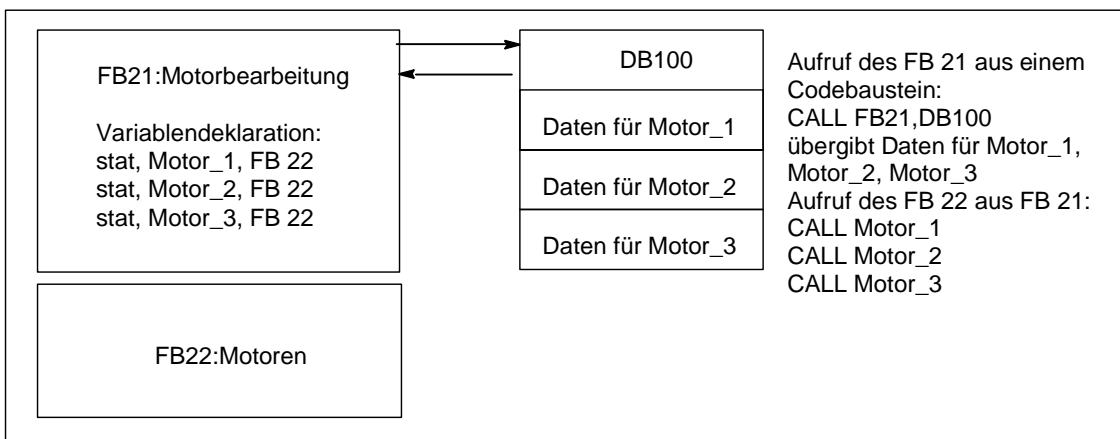 FB21:Motorbearbeitung
Variablendeklaration:
stat, Motor_1, FB 22
stat, Motor_2, FB 22
stat, Motor_3, FB 22
FB22:Motoren
DB100
Daten für Motor_1
Daten für Motor_2
Daten für Motor_3
Aufruf des FB 21 aus einem
Codebaustein:
CALL FB21,DB100
übergibt Daten für Motor_1,
Motor_2, Motor_3
Aufruf des FB 22 aus FB 21:
CALL Motor_1
CALL Motor_2
CALL Motor_3